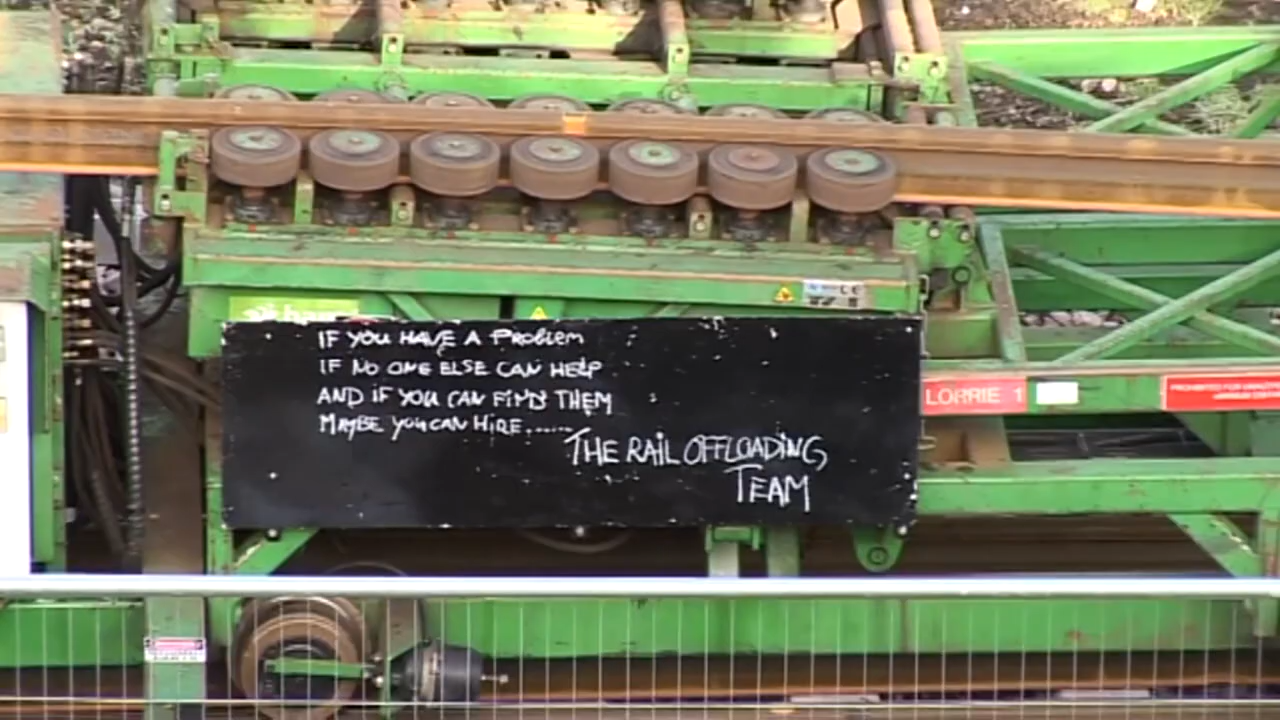 IF YOU HAVE A PROBLEM
IF NO ONE ELSE CAN HELP
AND IF YOU CAN FIND THEM
MAYBE YOU CAN HIRE......
THE RAIL OFFLOADING
TEAM
CE
LORRIE 1